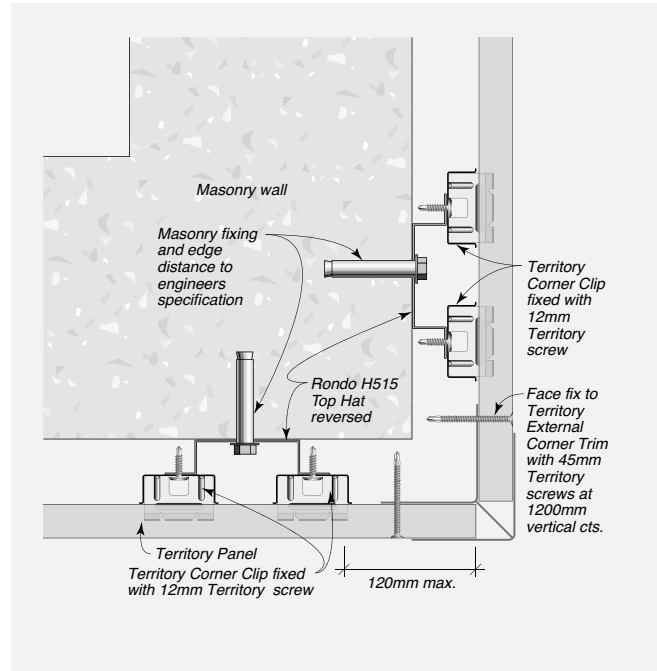 Masonry wall
Masonry fixing
and edge
distance to
engineers
specification
Territory
Corner Clip
fixed with
12mm
Territory
screw
Rondo H515
Top Hat
reversed
Face fix to
Territory
External
Corner Trim
with 45mm
Territory
screws at
1200mm
vertical cts.
Territory Panel
Territory Corner Clip fixed
with 12mm Territory screw
120mm max.